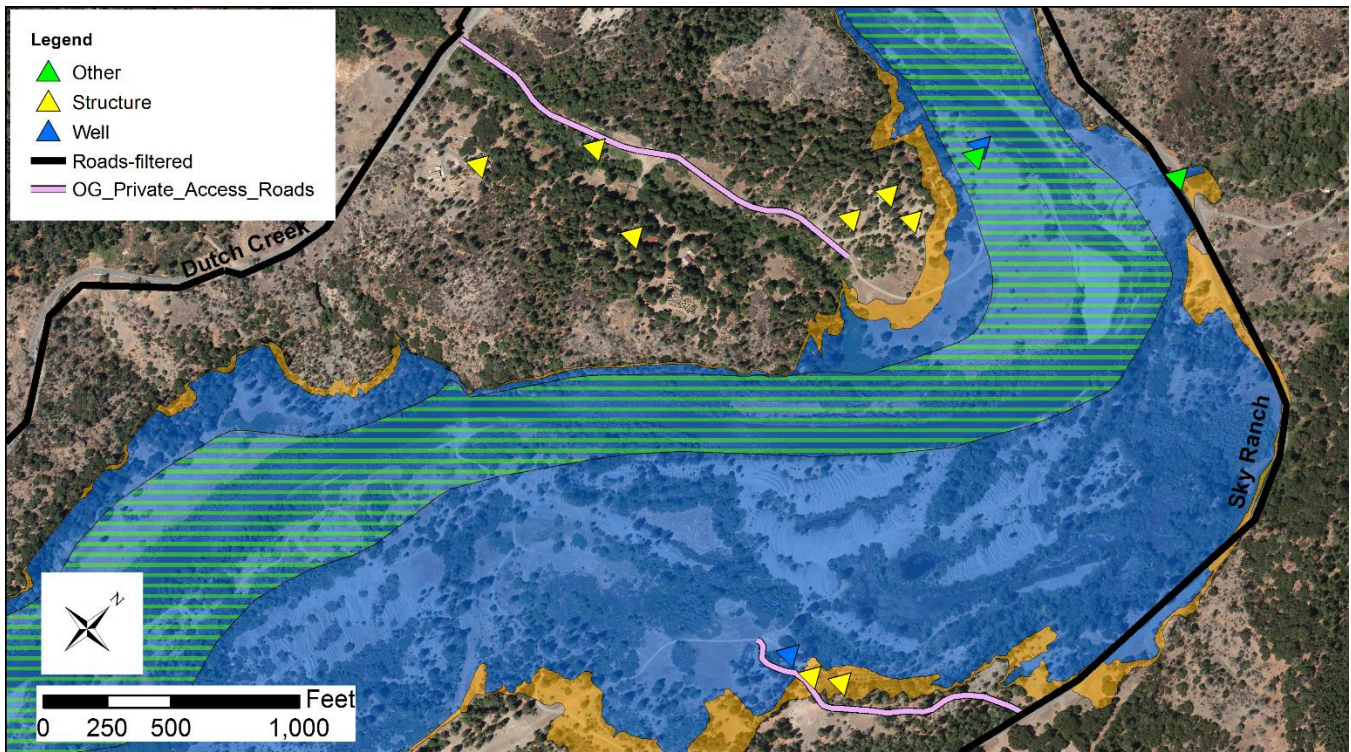 Legend
Other
Structure
Well
Roads-filtered
OG_Private_Access_Roads
Dutch Creek
Sky Ranch
N
Feet
0 250 500 1,000